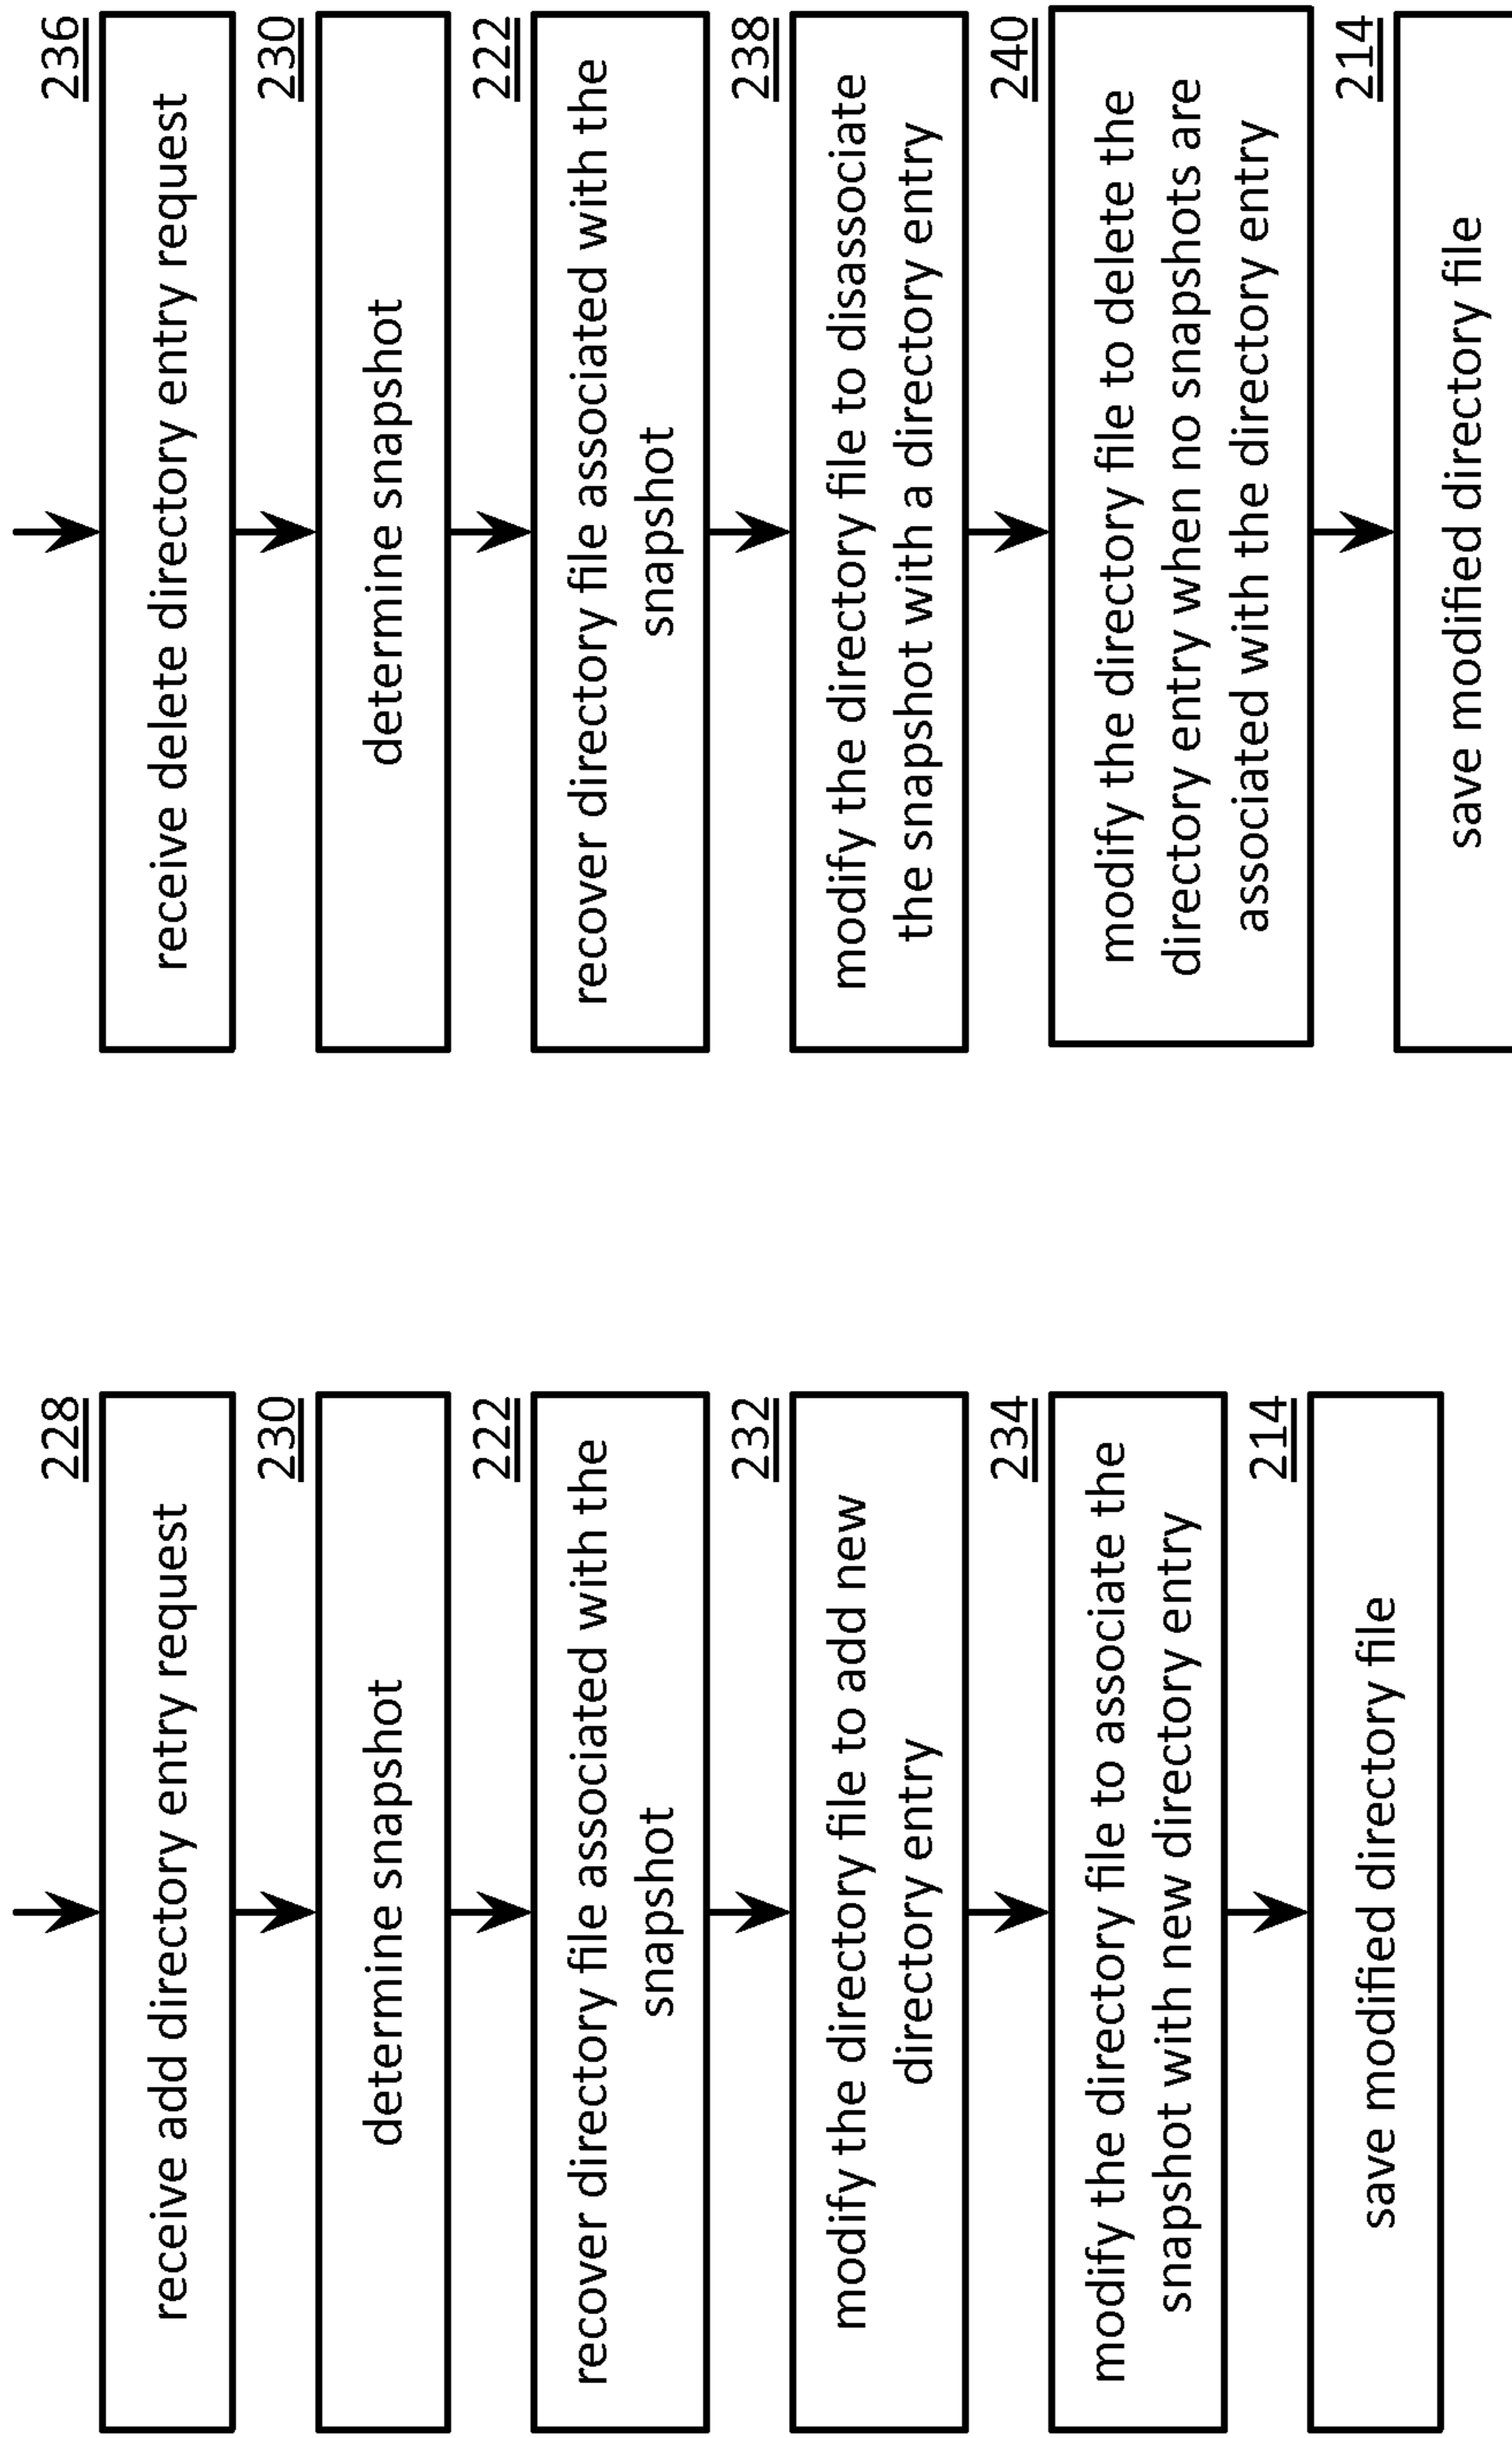 228
receive add directory entry request
230
determine snapshot
222
recover directory file associated with the
snapshot
232
modify the directory file to add new
directory entry
234
modify the directory file to associate the
snapshot with new directory entry
214
save modified directory file
236
receive delete directory entry request
230
determine snapshot
222
recover directory file associated with the
snapshot
238
modify the directory file to disassociate
the snapshot with a directory entry
240
modify the directory file to delete the
directory entry when no snapshots are
associated with the directory entry
214
save modified directory file